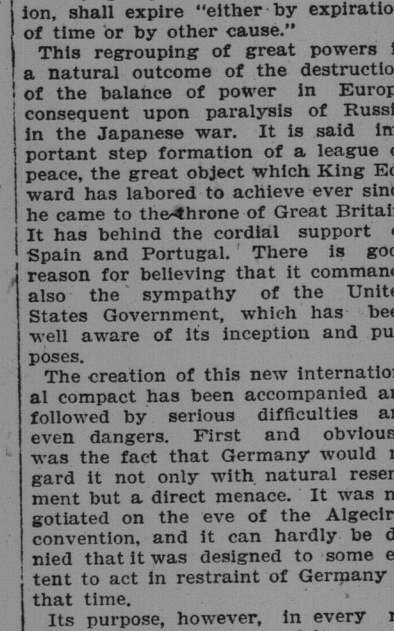 ion, shall expire "either by expiratio
of time or by other cause."
This regrouping of great powers i
a natural outcome of the destructio
of the balance of power in Europ
consequent upon paralysis of Russi
in the Japanese war. It is said im
portant step formation of a league o
peace, the great object which King Ed
ward has labored to achieve ever sinc
he came to the throne of Great Britai
It has behind the cordial support o
Spain and Portugal. There is goo
reason for believing that it command
also the sympathy of the Unite
States Government, which has bee
well aware of its inception and pu
poses.
The creation of this new internation
al compact has been accompanied an
followed by serious difficulties an
even dangers. First and obvious
was the fact that Germany would r
gard it not only with natural resen
ment but a direct menace. It was n
gotiated on the eve of the Algecir
convention, and it can hardly be d
nied that it was designed to some e
tent to act in restraint of Germany
that time.
Its purpose, however, in every r